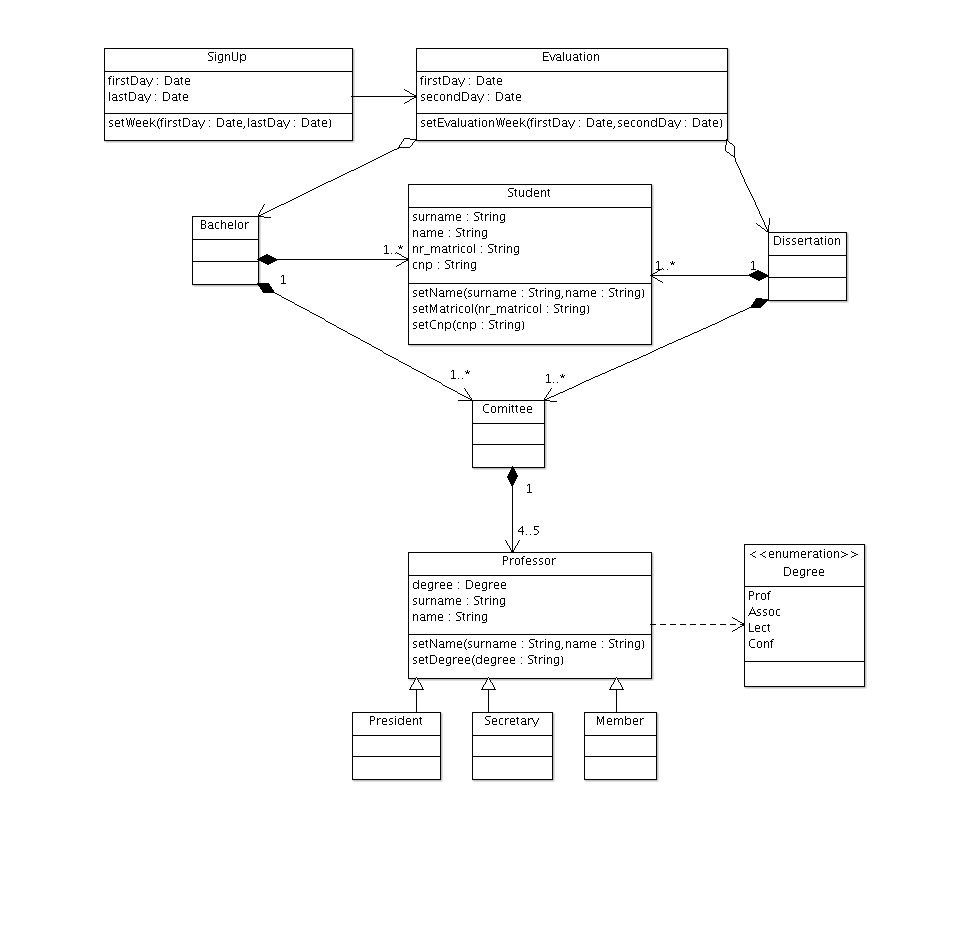 SignUp
firstDay : Date
lastDay : Date
setWeek(firstDay : Date,lastDay : Date)
Evaluation
firstDay : Date
secondDay : Date
setEvaluationWeek(firstDay : Date,secondDay : Date)
Bachelor
1..*
1
Student
surname : String
name : String
nr_matricol : String
cnp : String
setName(surname : String,name : String)
setMatricol(nr_matricol : String)
setCnp(cnp : String)
1..*
1
Dissertation
1..*
1..*
Comittee
1
4..5
Professor
degree : Degree
surname : String
name : String
setName(surname : String,name : String)
setDegree(degree : String)
<<enumeration>>
Degree
Prof
Assoc
Lect
Conf
President
Secretary
Member